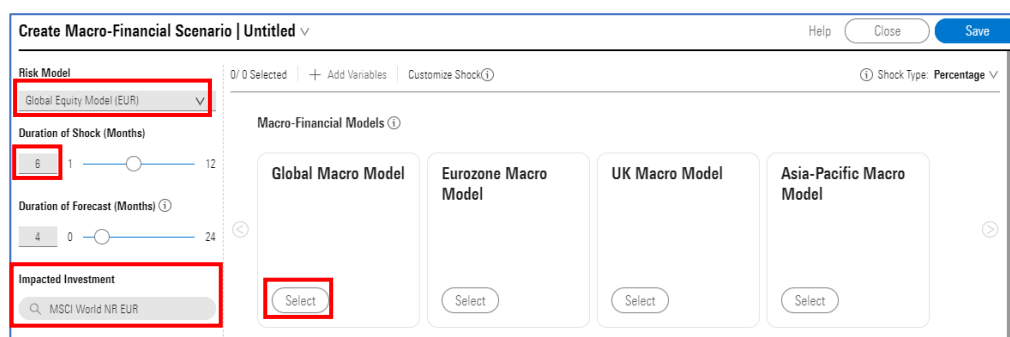 Create Macro-Financial Scenario | Untitled
Help
Close
Save
Risk Model
Global Equity Model (EUR)
Duration of Shock (Months)
6 1 12
Duration of Forecast (Months)
4 0 24
Impacted Investment
MSCI World NR EUR
0/ 0 Selected + Add Variables Customize Shock
Shock Type: Percentage
Macro-Financial Models
Global Macro Model
Select
Eurozone Macro
Model
Select
UK Macro Model
Select
Asia-Pacific Macro
Model
Select